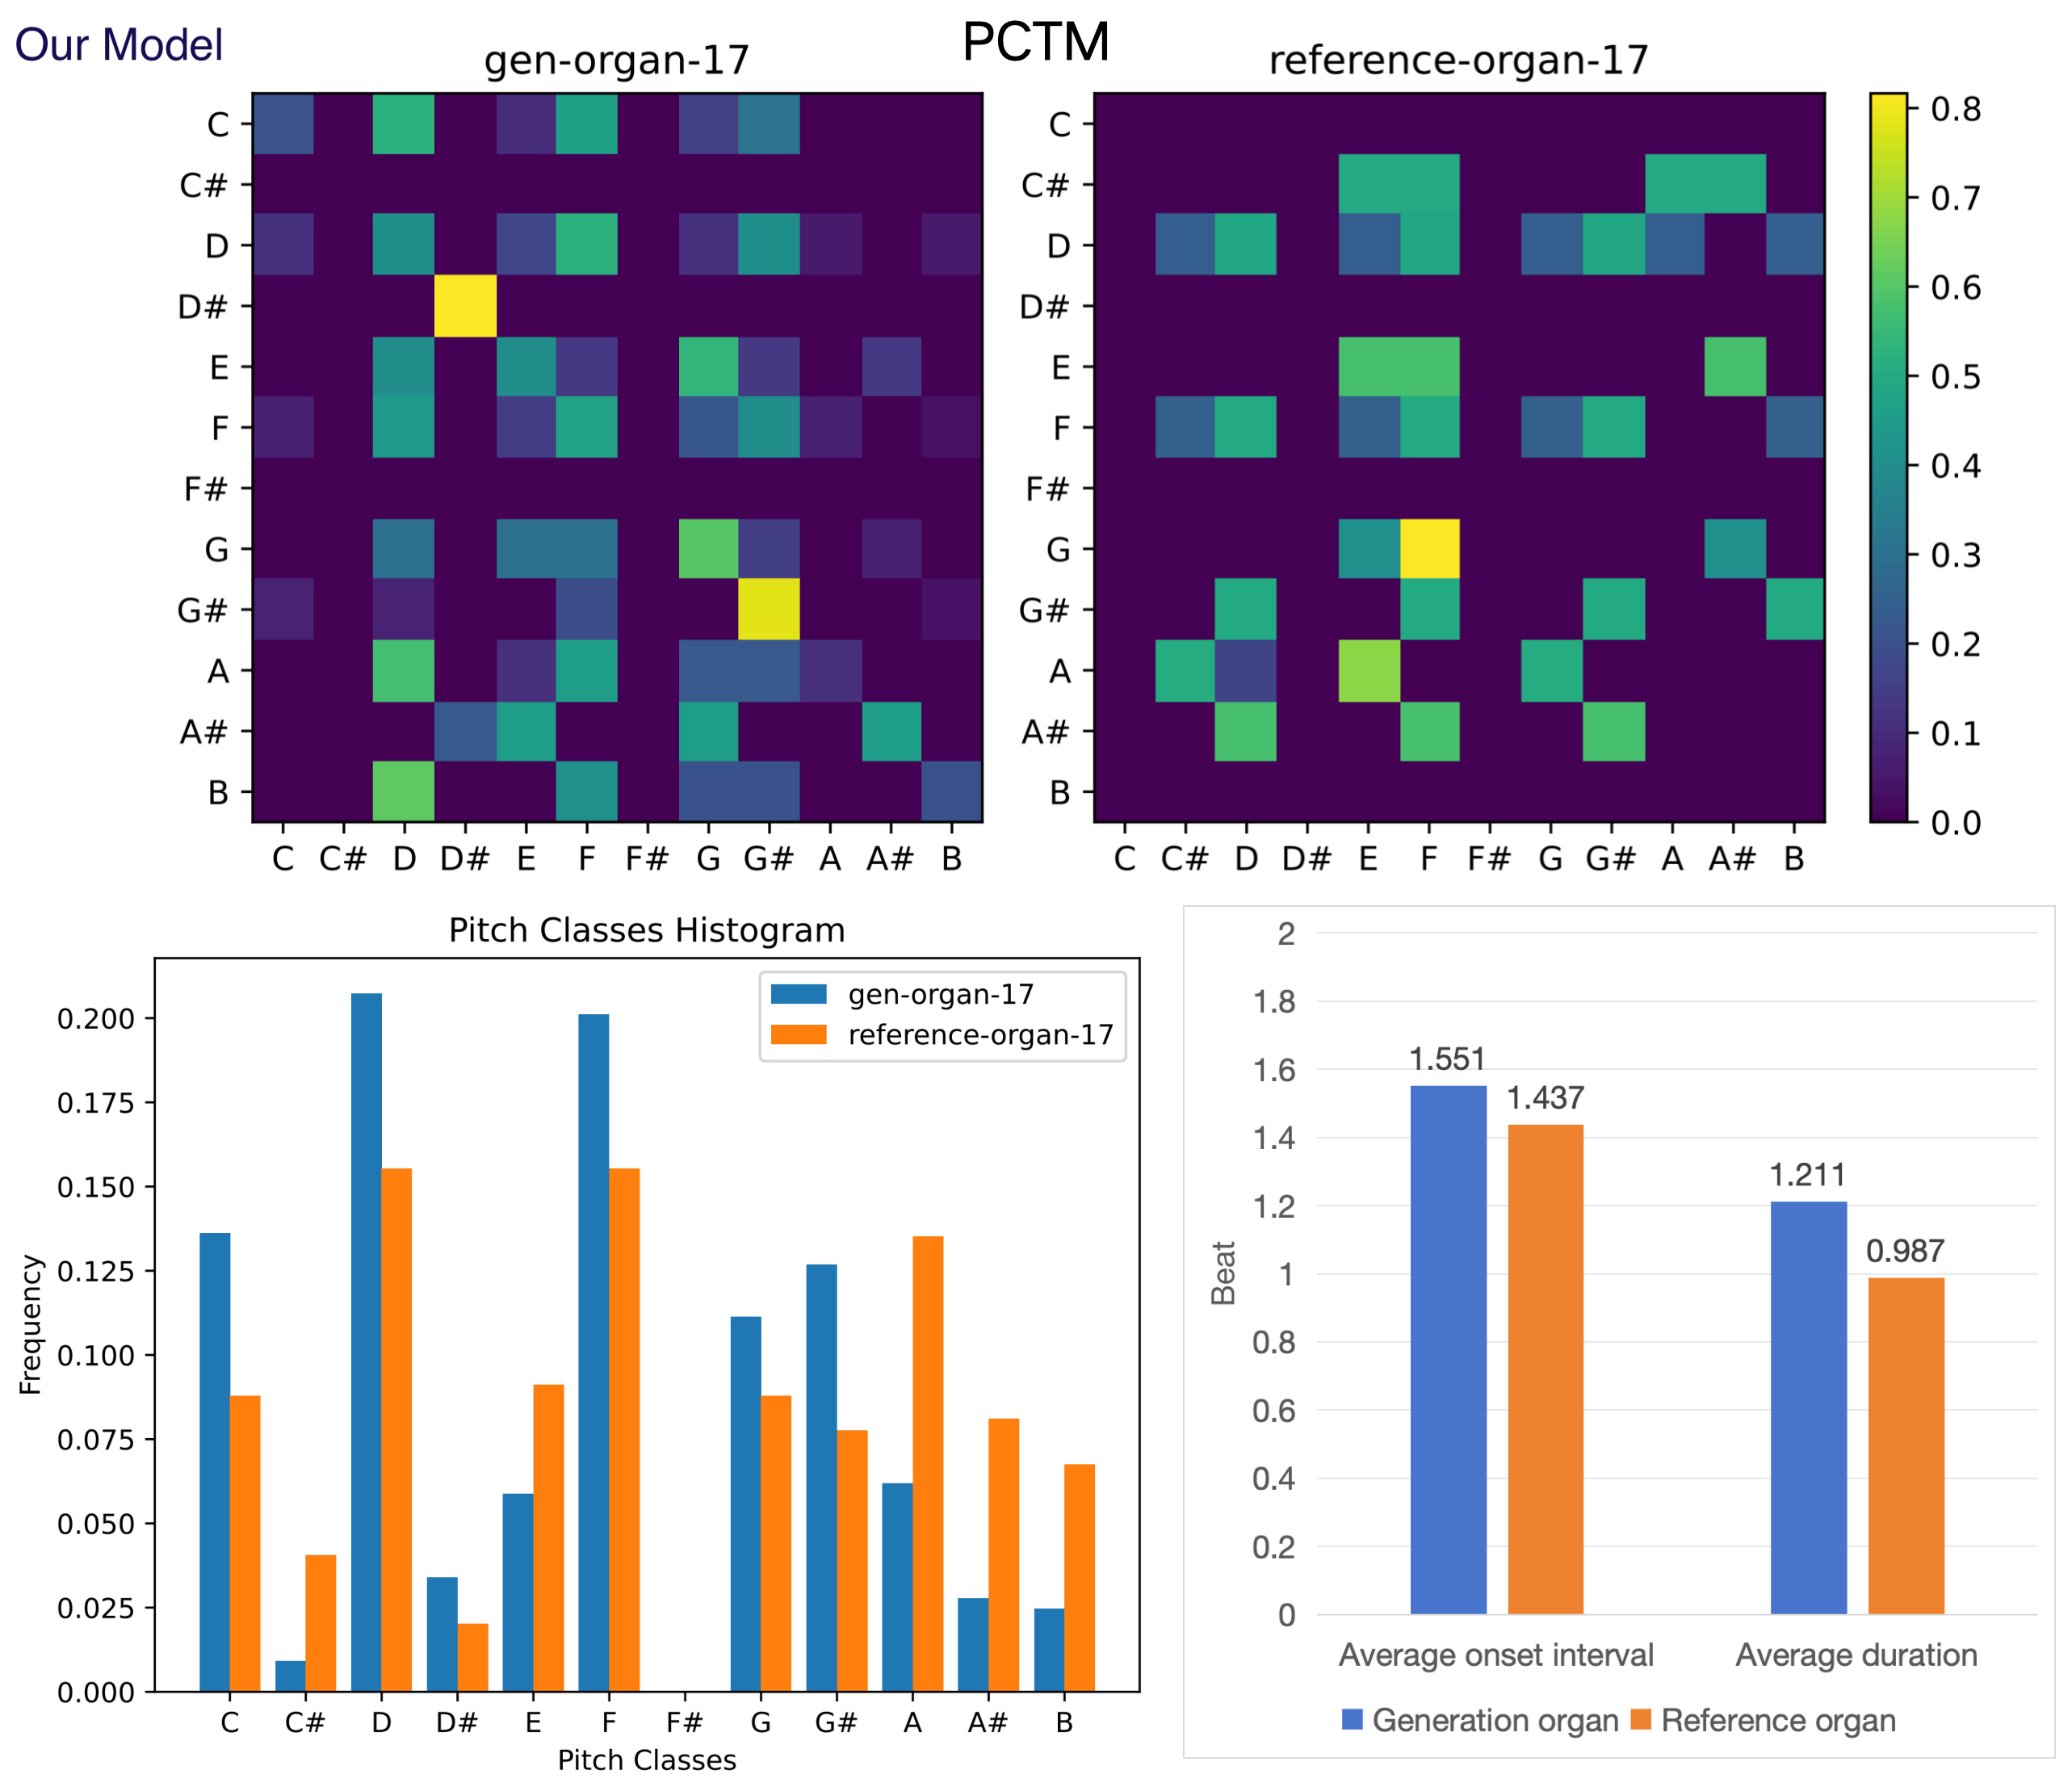 Our Model
PCTM
gen-organ-17
reference-organ-17
C
C#
D
D#
E
F
F#
G
G#
A
A#
B
C C# D D# E F F# G G# A A# B
C
C#
D
D#
E
F
F#
G
G#
A
A#
B
C C# D D# E F F# G G# A A# B
0.8
0.7
0.6
0.5
0.4
0.3
0.2
0.1
0.0
Pitch Classes Histogram
gen-organ-17
reference-organ-17
Frequency
0.200
0.175
0.150
0.125
0.100
0.075
0.050
0.025
0.000
C C# D D# E F F# G G# A A# B
Pitch Classes
Beat
2
1.8
1.6
1.4
1.2
1
0.8
0.6
0.4
0.2
0
1.551
1.437
1.211
0.987
Average onset interval Average duration
Generation organ Reference organ